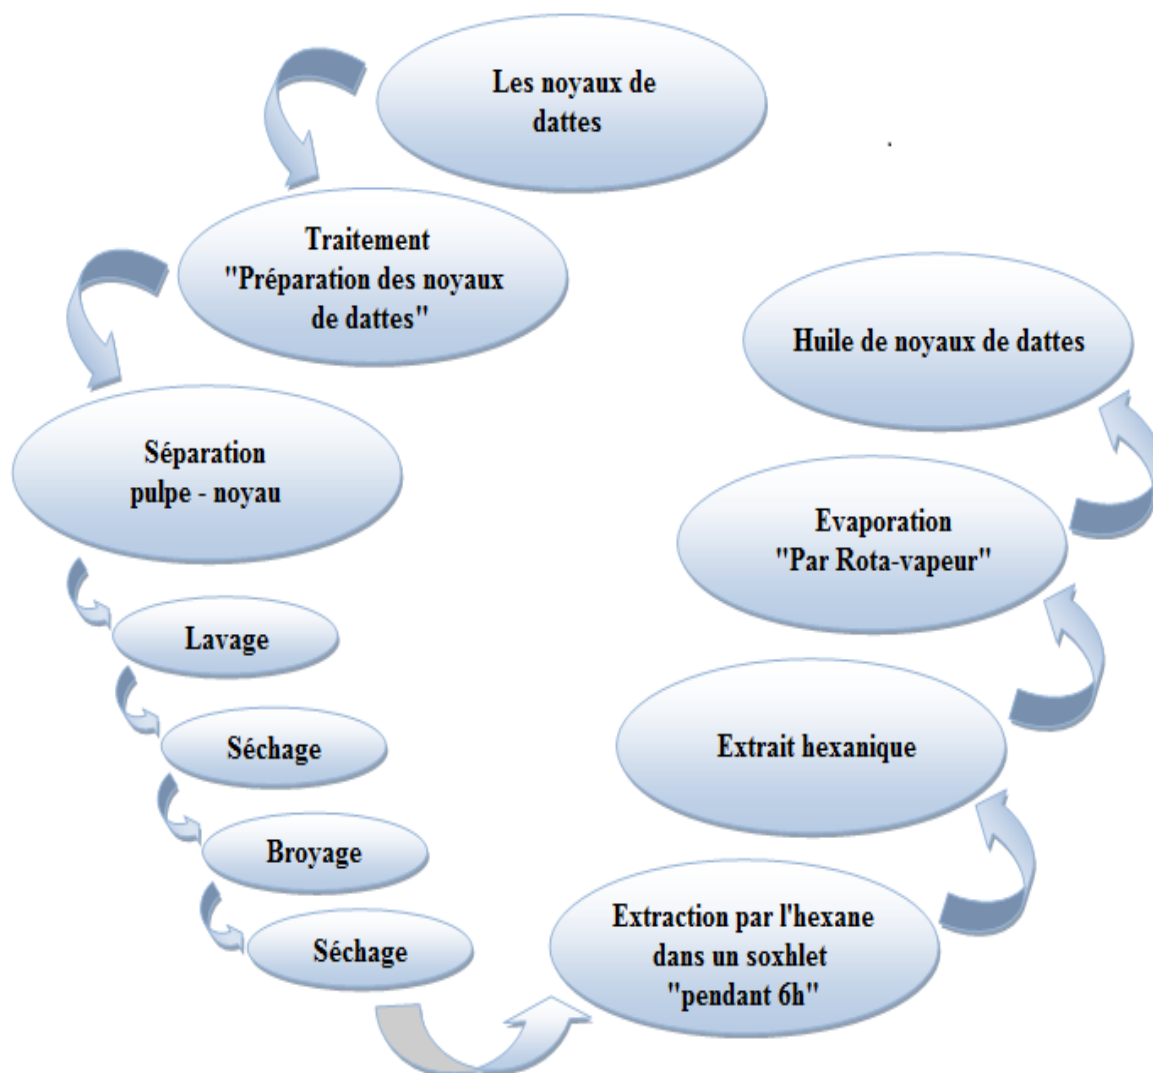 Les noyaux de
dattes
Traitement
"Préparation des noyaux
de dattes"
Séparation
pulpe - noyau
Lavage
Séchage
Broyage
Séchage
Extraction par l'hexane
dans un soxhlet
"pendant 6h"
Extrait hexanique
Evaporation
"Par Rota-vapeur"
Huile de noyaux de dattes